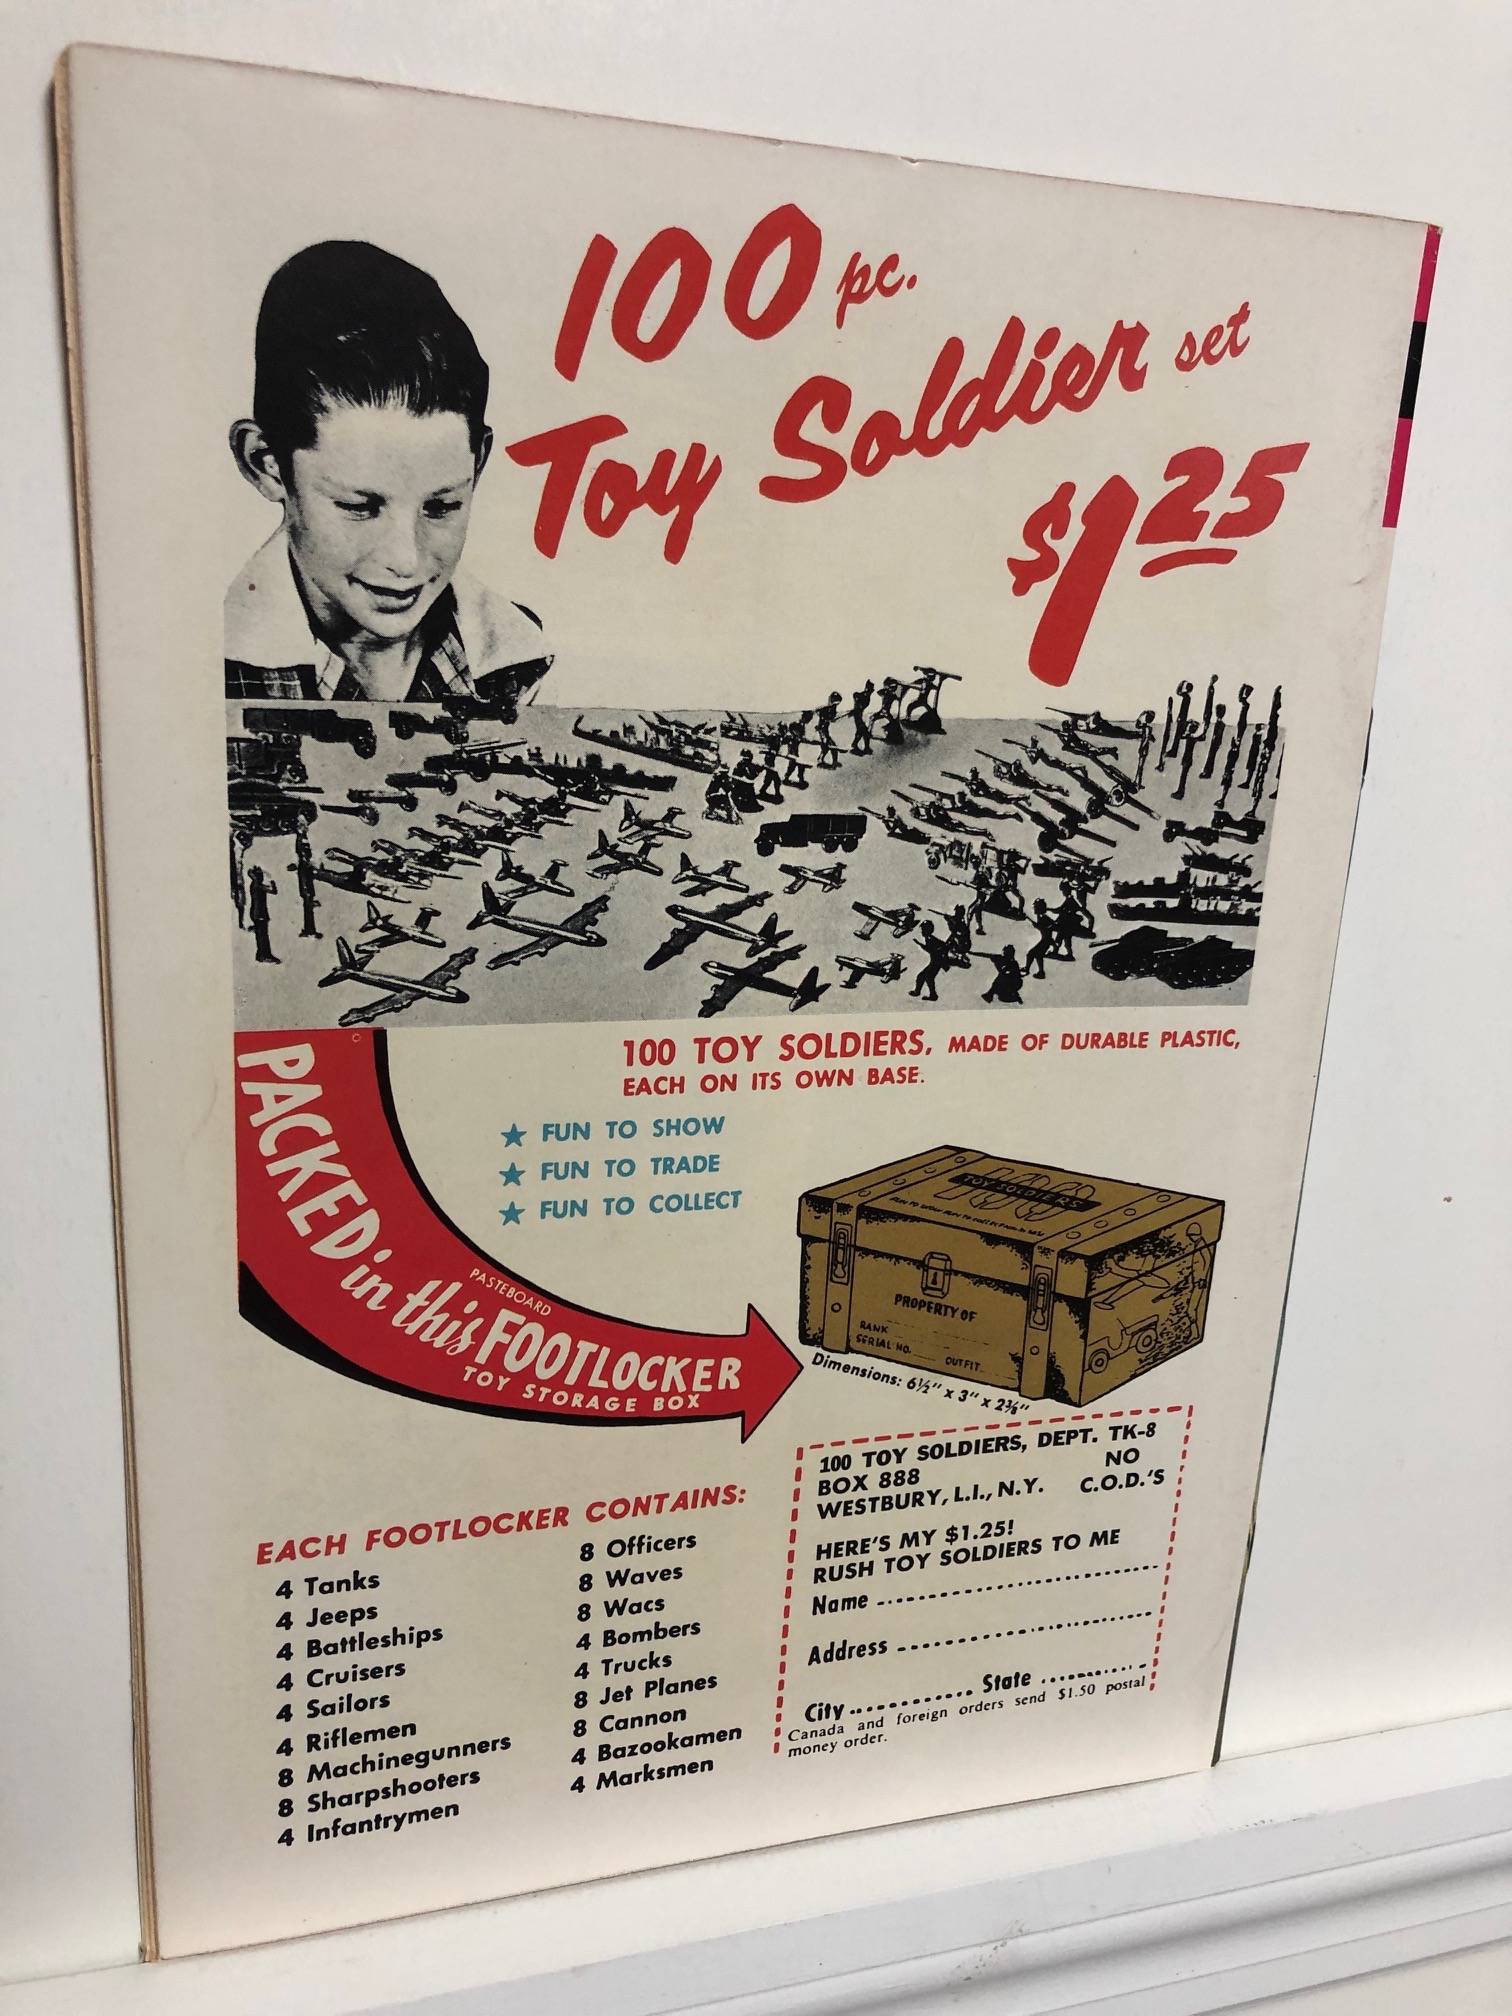 100 pc.
Toy Soldier set
$1.25
100 TOY SOLDIERS, MADE OF DURABLE PLASTIC,
EACH ON ITS OWN BASE.
★ FUN TO SHOW
★ FUN TO TRADE
★ FUN TO COLLECT
PACKED in this
PASTEBOARD
FOOTLOCKER
TOY STORAGE BOX
100
TOY SOLDIERS
PROPERTY OF
RANK
SERIAL NO.
OUTFIT
Dimensions: 6½" x 3" x 2⅜"
EACH FOOTLOCKER CONTAINS:
4 Tanks
4 Jeeps
4 Battleships
4 Cruisers
4 Sailors
4 Riflemen
8 Machinegunners
8 Sharpshooters
4 Infantrymen
8 Officers
8 Waves
8 Wacs
4 Bombers
4 Trucks
8 Jet Planes
8 Cannon
4 Bazookamen
4 Marksmen
100 TOY SOLDIERS, DEPT. TK-8
BOX 888 NO
WESTBURY, L.I., N.Y. C.O.D.'S
HERE'S MY $1.25!
RUSH TOY SOLDIERS TO ME
Name
Address
City State
Canada and foreign orders send $1.50 postal
money order.